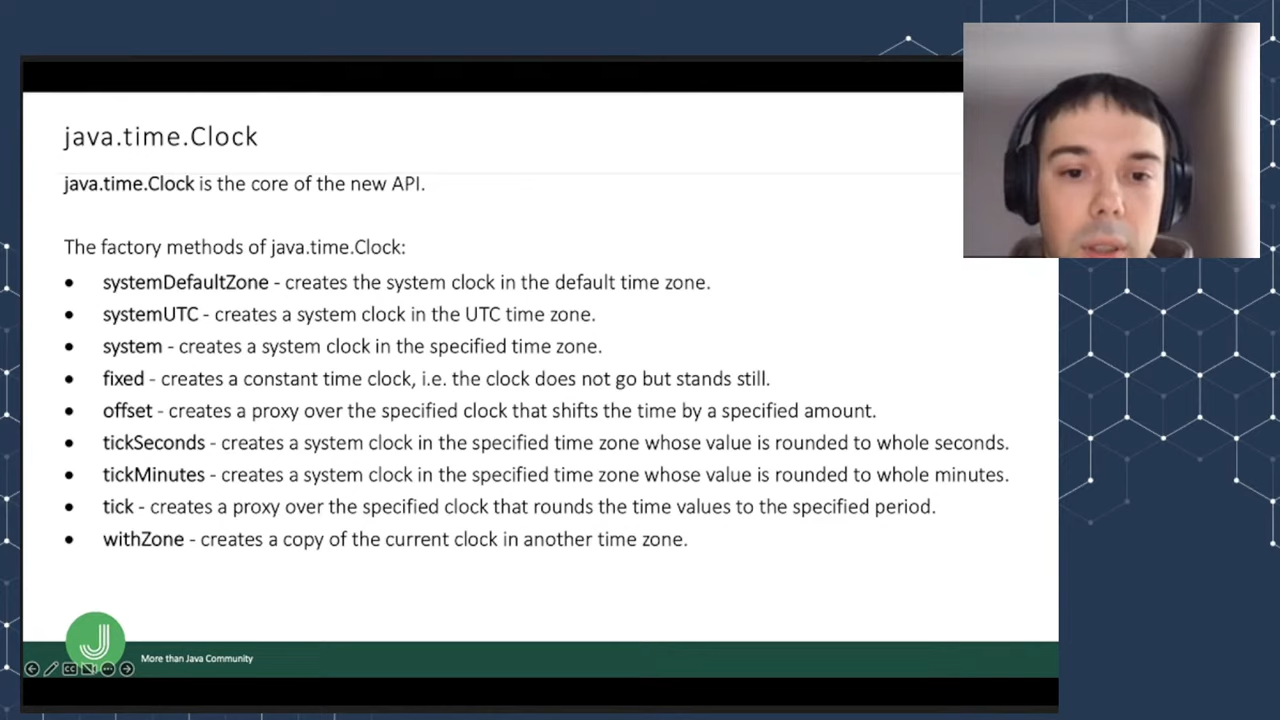 java.time.Clock
java.time.Clock is the core of the new API.
The factory methods of java.time.Clock:
• systemDefaultZone - creates the system clock in the default time zone.
• systemUTC - creates a system clock in the UTC time zone.
• system - creates a system clock in the specified time zone.
• fixed - creates a constant time clock, i.e. the clock does not go but stands still.
• offset - creates a proxy over the specified clock that shifts the time by a specified amount.
• tickSeconds - creates a system clock in the specified time zone whose value is rounded to whole seconds.
• tickMinutes - creates a system clock in the specified time zone whose value is rounded to whole minutes.
• tick - creates a proxy over the specified clock that rounds the time values to the specified period.
• withZone - creates a copy of the current clock in another time zone.
J
More than Java Community
CC